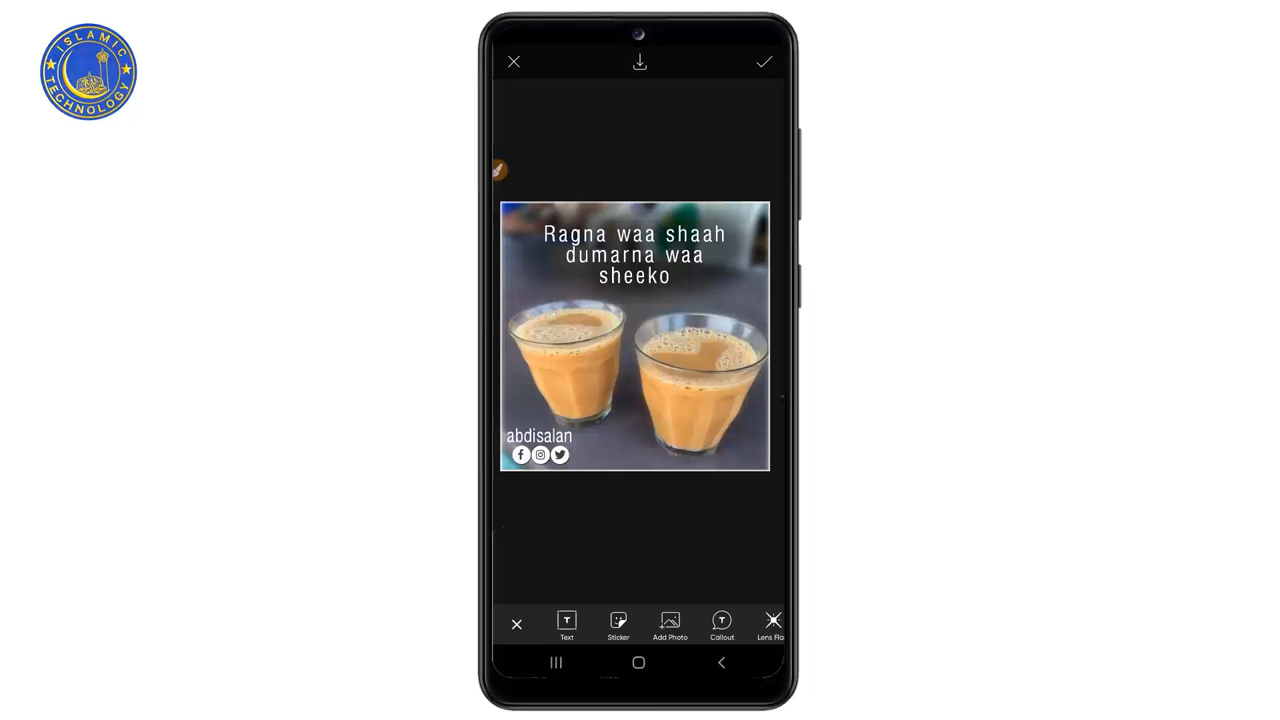 ISLAMIC
TECHNOLOGY
Ragna waa shaah
dumarna waa
sheeko
abdisalan
Text
Sticker
Add Photo
Callout
Lens Fla